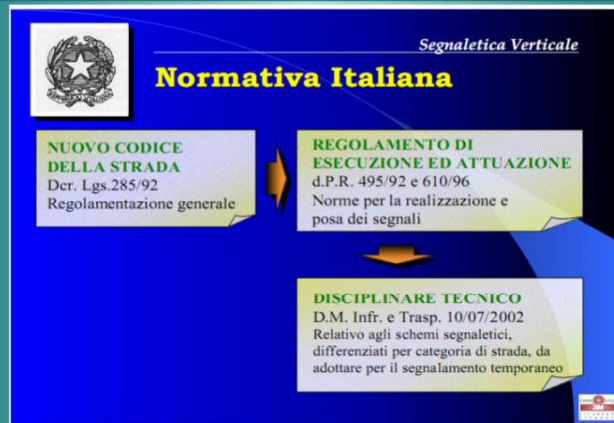 Segnaletica Verticale
Normativa Italiana
NUOVO CODICE
DELLA STRADA
Dcr. Lgs.285/92
Regolamentazione generale
REGOLAMENTO DI
ESECUZIONE ED ATTUAZIONE
d.P.R. 495/92 e 610/96
Norme per la realizzazione e
posa dei segnali
DISCIPLINARE TECNICO
D.M. Infr. e Trasp. 10/07/2002
Relativo agli schemi segnaletici,
differenziati per categoria di strada, da
adottare per il segnalamento temporaneo
3M